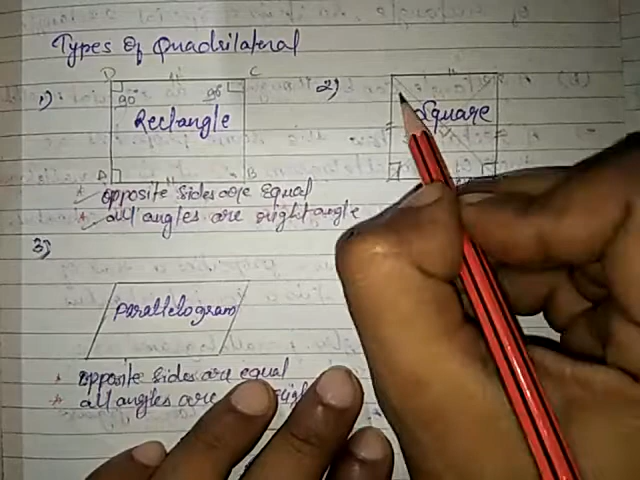 Types Of Quadrilateral
1)
D
C
90°
90°
Rectangle
A
B
* opposite sides are Equal
* all angles are right angle
2)
Square
3)
parallelogram
* opposite sides are equal
* all angles are